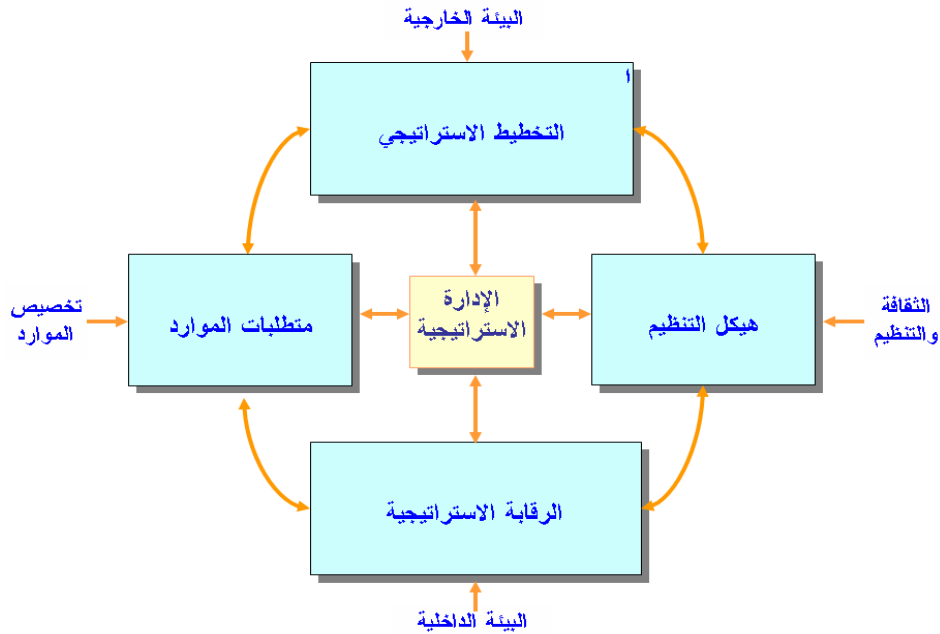 البيئة الخارجية
ا
التخطيط الاستراتيجي
الإدارة
الاستراتيجية
هيكل التنظيم
متطلبات الموارد
الثقافة
والتنظيم
تخصيص
الموارد
الرقابة الاستراتيجية
البيئة الداخلية